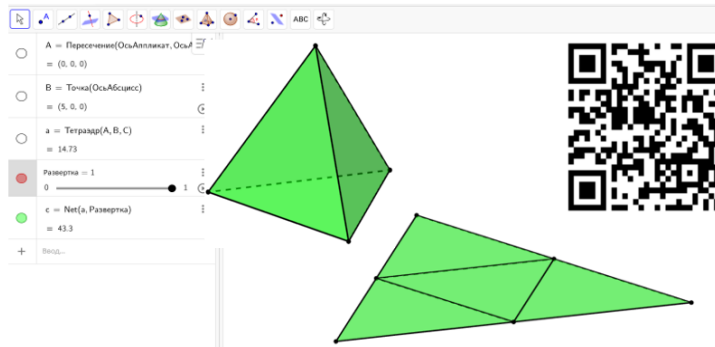 ABC
A = Пересечение(ОсьАппликат, ОсьА
= (0, 0, 0)
B = Точка(ОсьАбсцисс)
= (5, 0, 0)
a = Тетраэдр(A, B, C)
= 14.73
Развертка = 1
0 1
c = Net(a, Развертка)
= 43.3
+ Ввод...